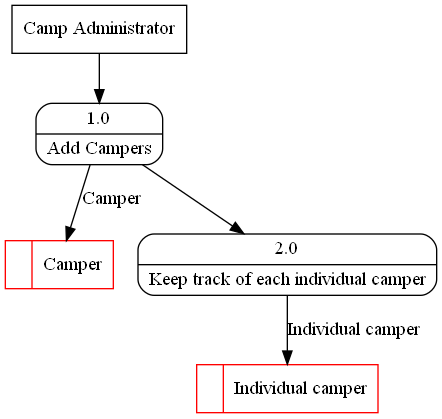 Camp Administrator
1.0
Add Campers
Camper
Camper
2.0
Keep track of each individual camper
Individual camper
Individual camper